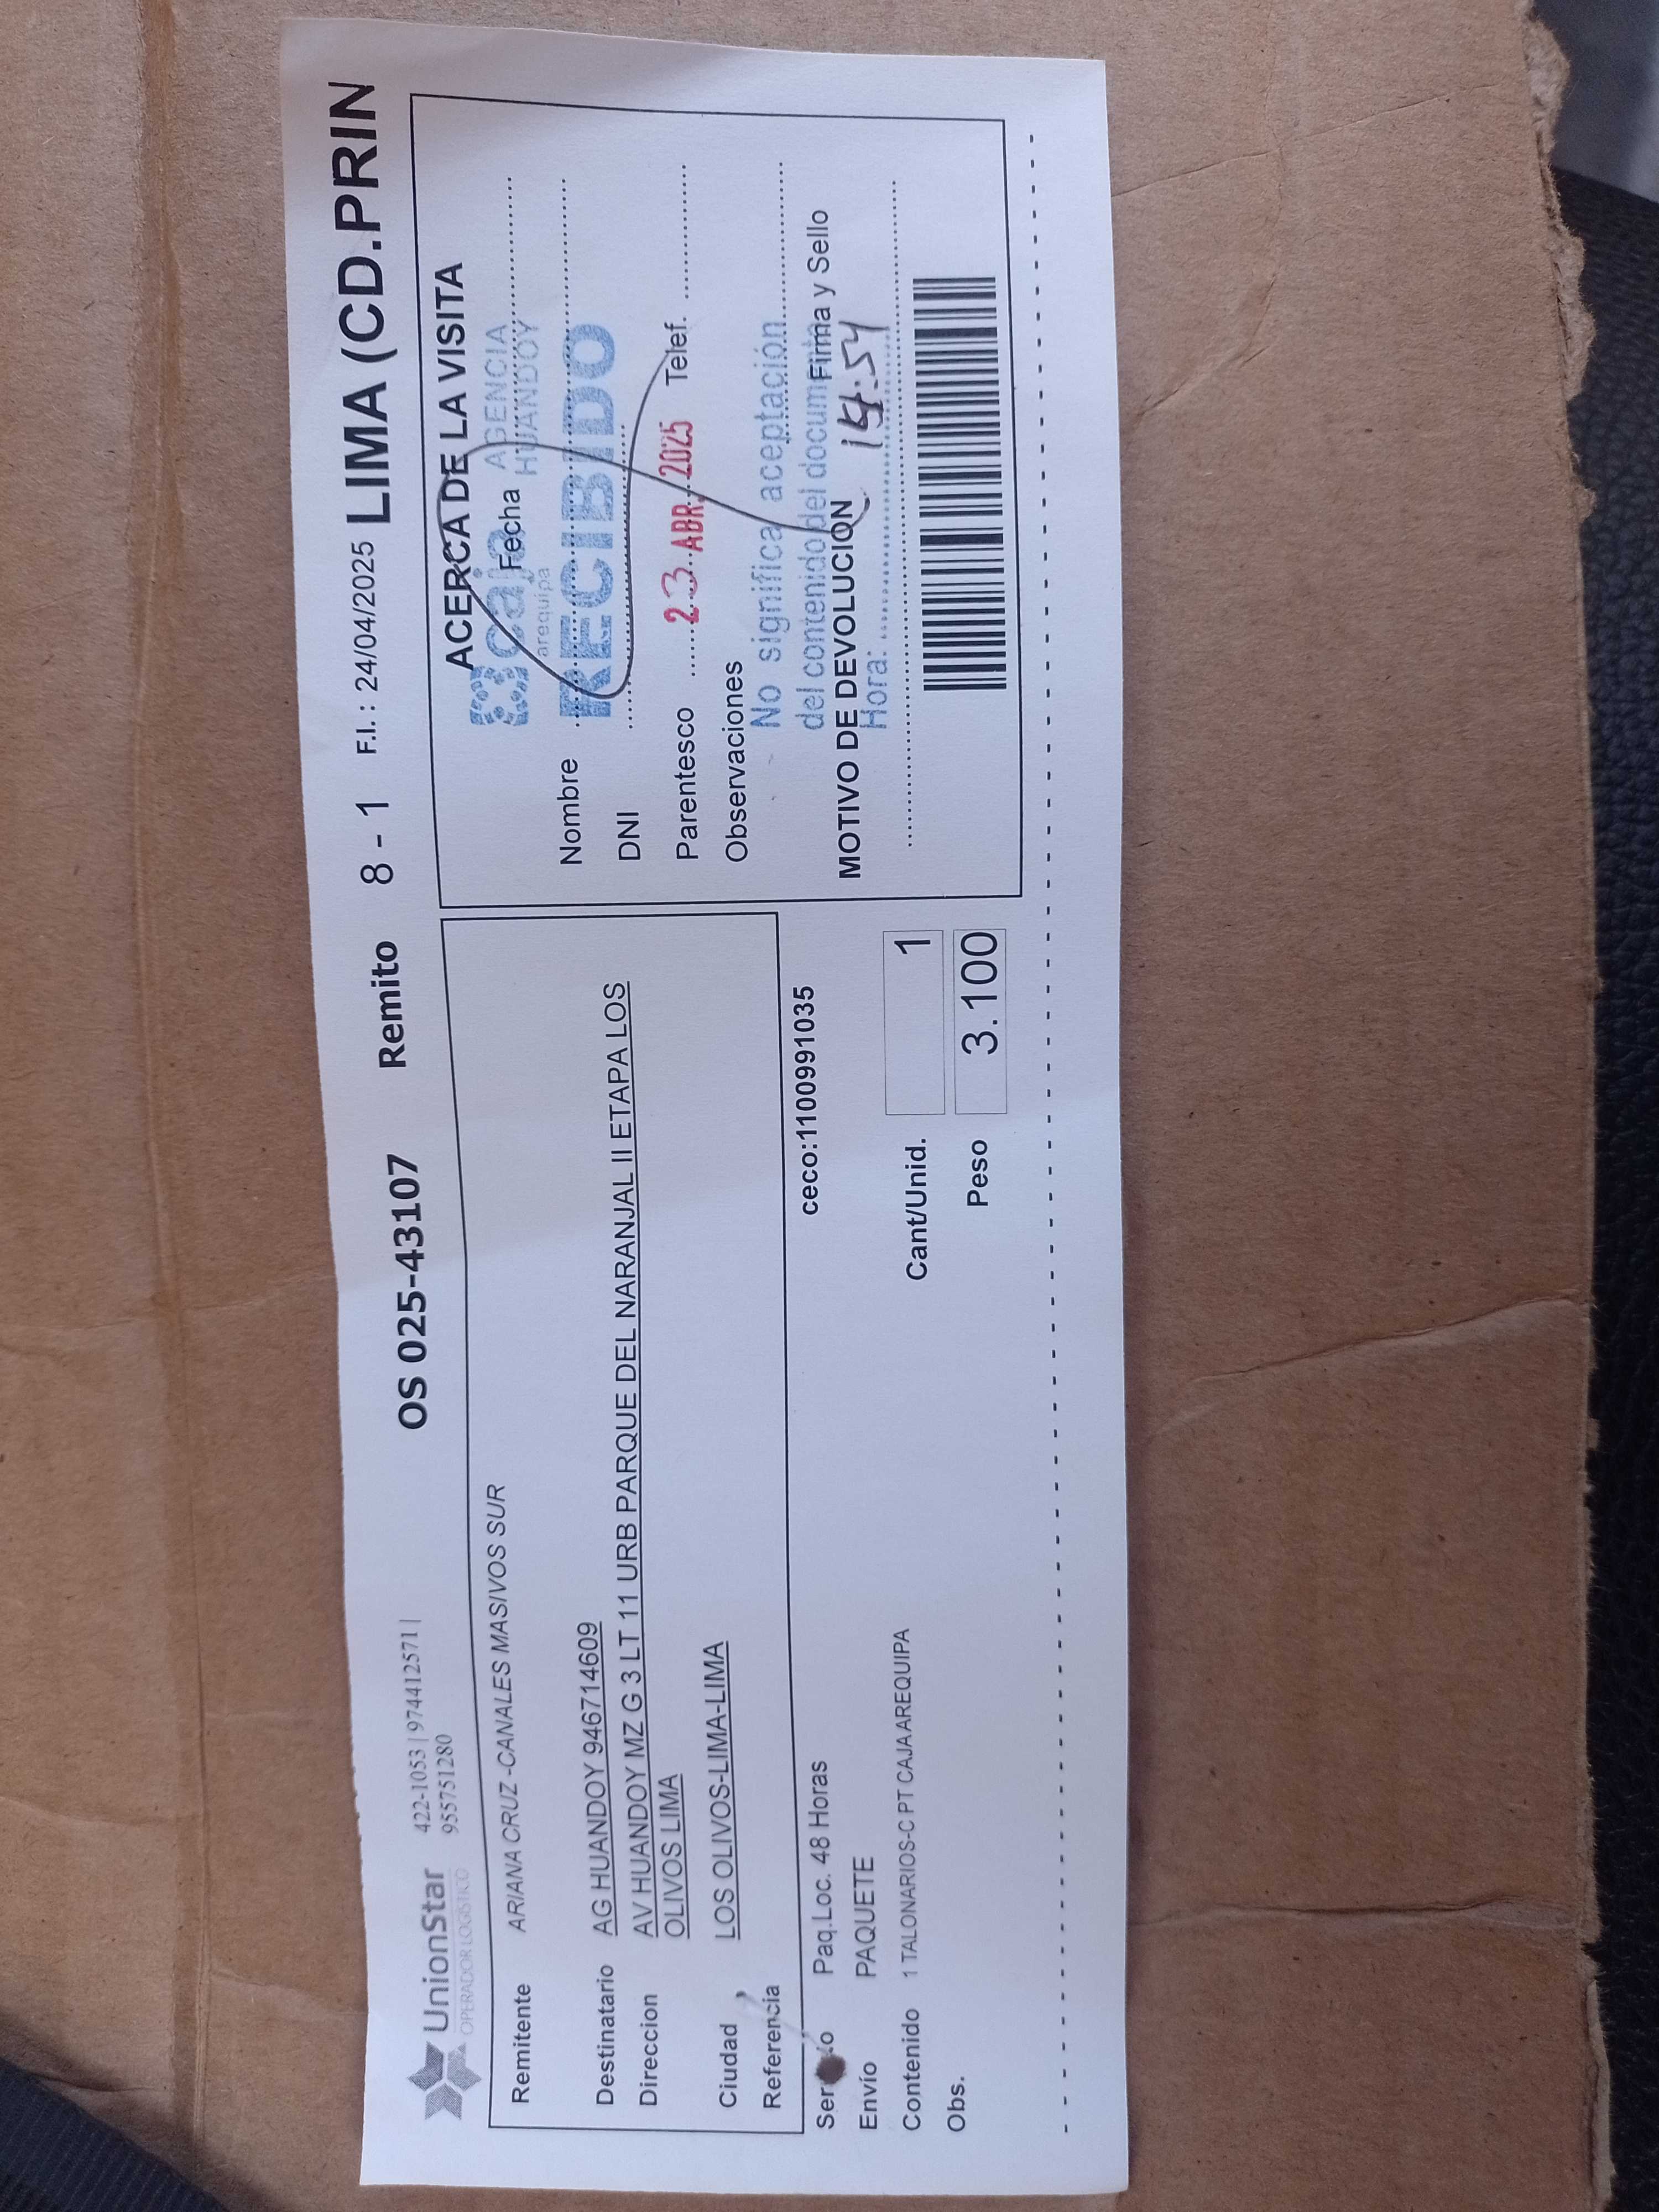 UnionStar
OPERADOR LOGISTICO
422-1053 | 974412571 |
955751280
OS 025-43107
Remito 8 - 1
F.I. : 24/04/2025
LIMA (CD.PRIN
Remitente ARIANA CRUZ -CANALES MASIVOS SUR
Destinatario AG HUANDOY 946714609
Direccion AV HUANDOY MZ G 3 LT 11 URB PARQUE DEL NARANJAL II ETAPA LOS
OLIVOS LIMA
Ciudad LOS OLIVOS-LIMA-LIMA
Referencia
Paq.Loc. 48 Horas
ceco:1100991035
Envío PAQUETE
Contenido 1 TALONARIOS-C PT CAJA AREQUIPA
Obs.
Cant/Unid. 1
Peso 3.100
ACERCA DE LA VISITA
Fecha
Nombre
DNI
Parentesco
Telef.
Observaciones
Firma y Sello
MOTIVO DE DEVOLUCION
caja
arequipa
AGENCIA
HUANDOY
RECIBIDO
23 ABR. 2025
No significa aceptación
del contenido del documento
Hora: